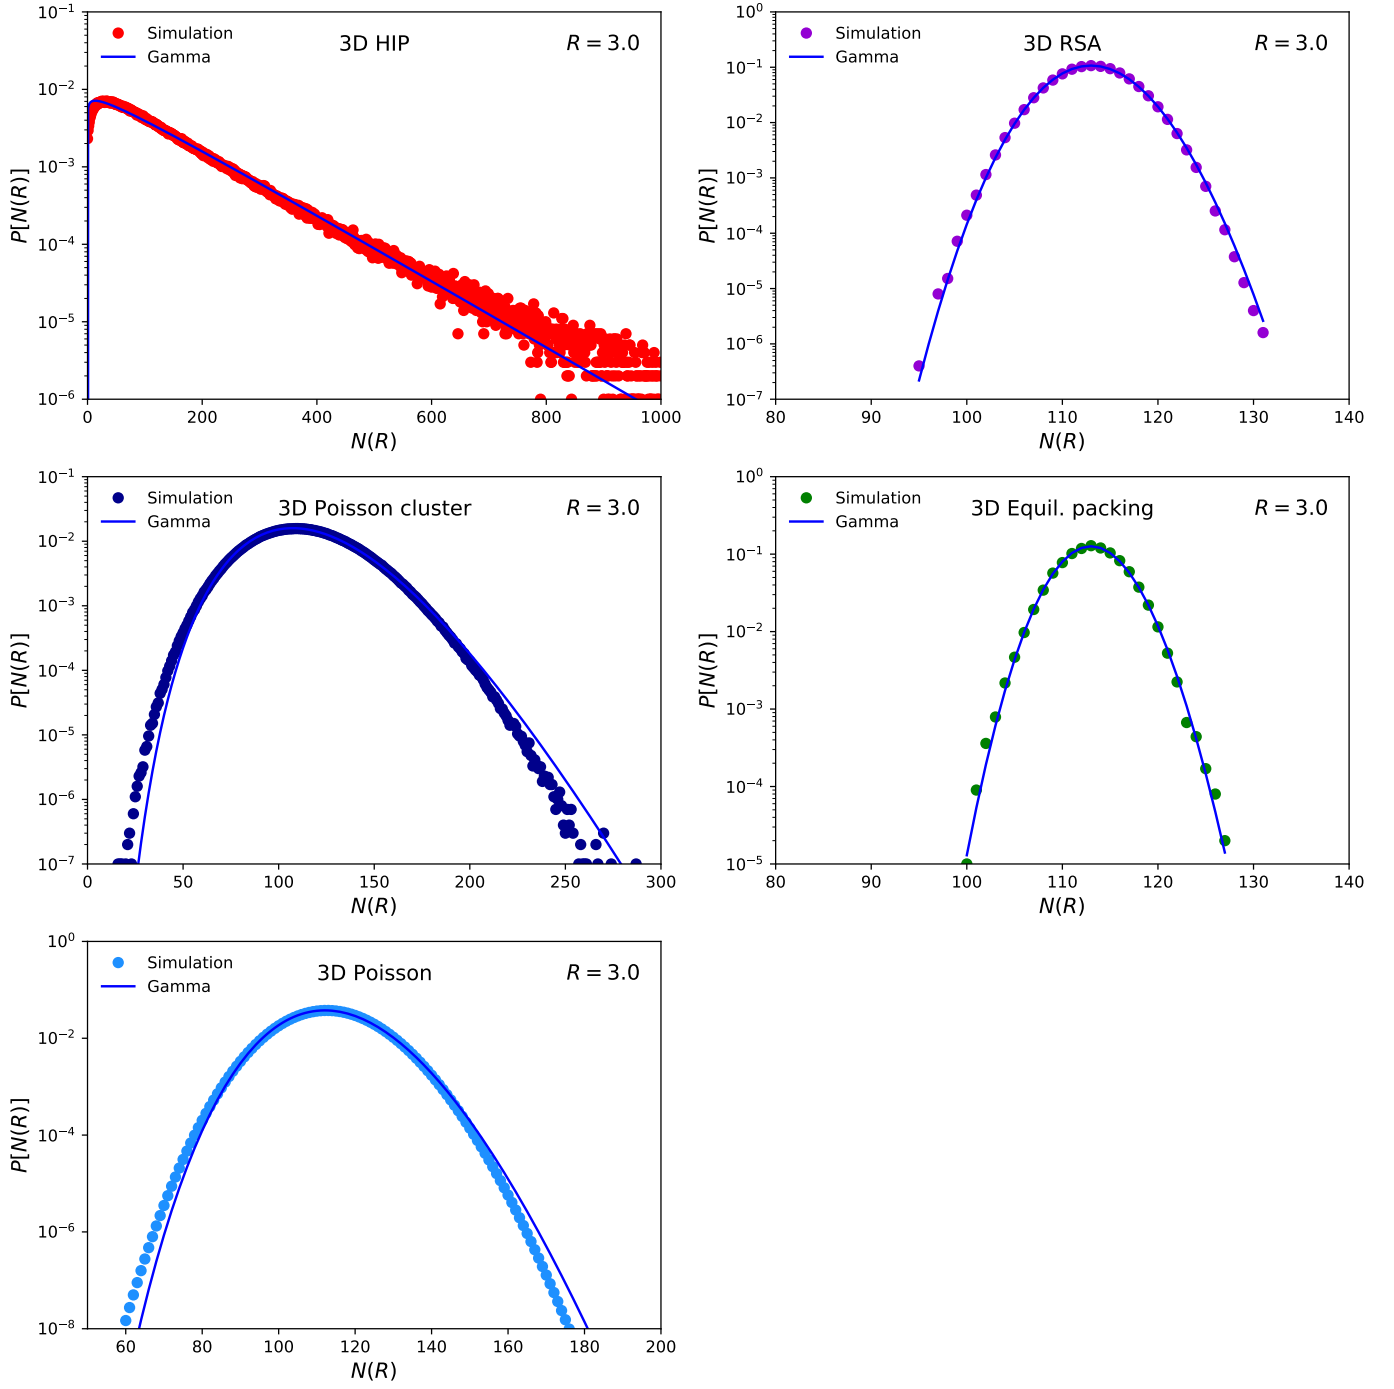 3D HIP
R = 3.0
Simulation
Gamma
P[N(R)]
10⁻¹
10⁻²
10⁻³
10⁻⁴
10⁻⁵
10⁻⁶
0 200 400 600 800 1000
N(R)
3D RSA
R = 3.0
Simulation
Gamma
P[N(R)]
10⁰
10⁻¹
10⁻²
10⁻³
10⁻⁴
10⁻⁵
10⁻⁶
10⁻⁷
80 90 100 110 120 130 140
N(R)
3D Poisson cluster
R = 3.0
Simulation
Gamma
P[N(R)]
10⁻¹
10⁻²
10⁻³
10⁻⁴
10⁻⁵
10⁻⁶
10⁻⁷
0 50 100 150 200 250 300
N(R)
3D Equil. packing
R = 3.0
Simulation
Gamma
P[N(R)]
10⁰
10⁻¹
10⁻²
10⁻³
10⁻⁴
10⁻⁵
80 90 100 110 120 130 140
N(R)
3D Poisson
R = 3.0
Simulation
Gamma
P[N(R)]
10⁰
10⁻²
10⁻⁴
10⁻⁶
10⁻⁸
60 80 100 120 140 160 180 200
N(R)